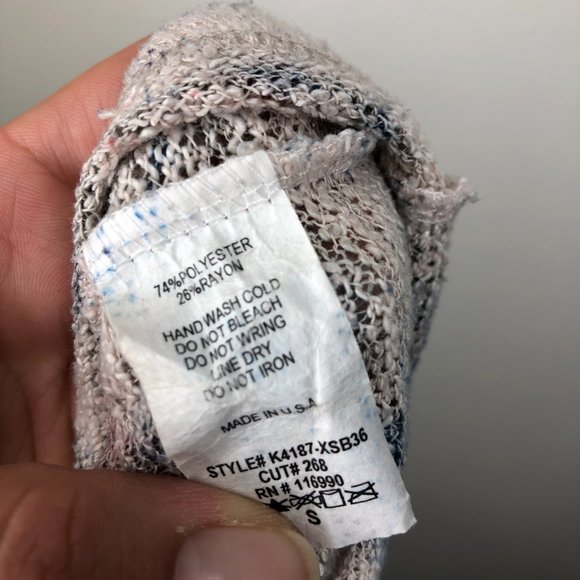 74%POLYESTER
26%RAYON
HAND WASH COLD
DO NOT BLEACH
DO NOT WRING
LINE DRY
DO NOT IRON
MADE IN U.S.A
STYLE# K4187-XSB36
CUT# 268
RN # 116990
S